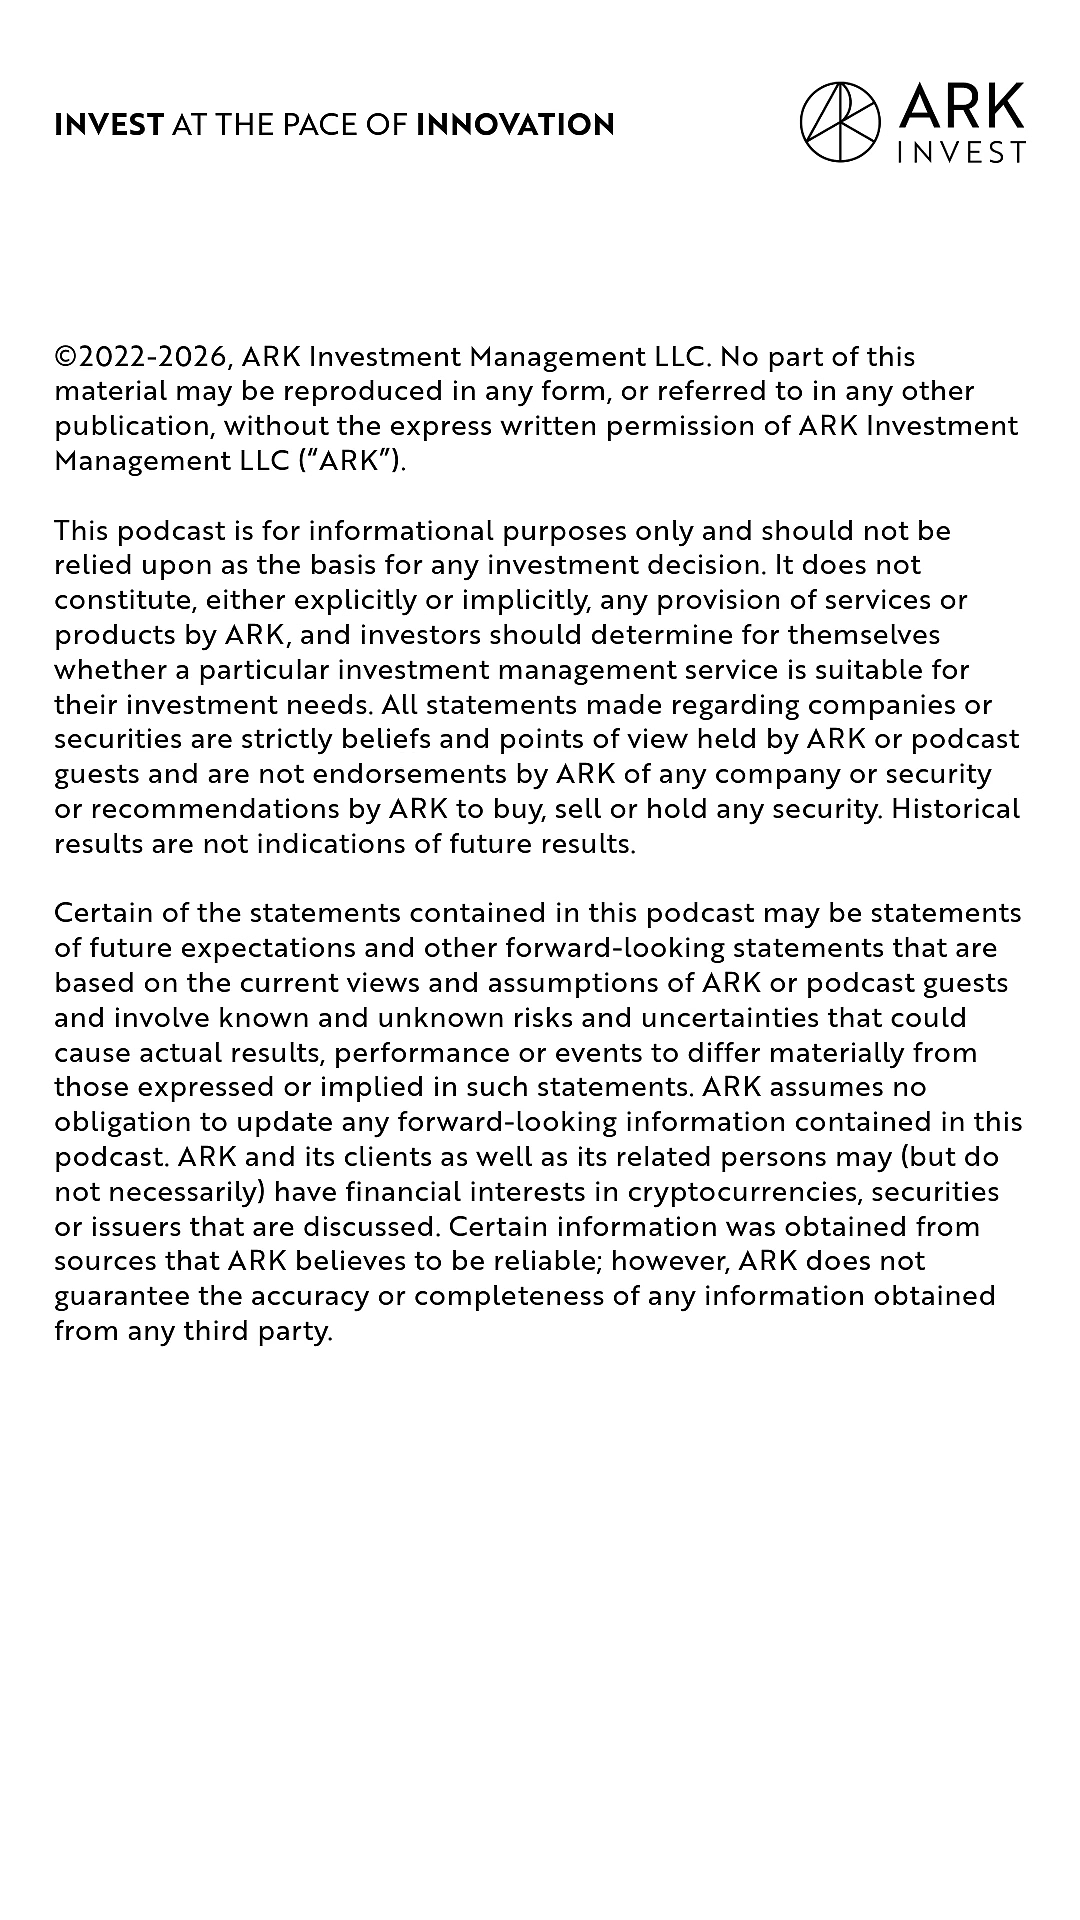 INVEST AT THE PACE OF INNOVATION
ARK
INVEST
©2022-2026, ARK Investment Management LLC. No part of this
material may be reproduced in any form, or referred to in any other
publication, without the express written permission of ARK Investment
Management LLC (“ARK”).
This podcast is for informational purposes only and should not be
relied upon as the basis for any investment decision. It does not
constitute, either explicitly or implicitly, any provision of services or
products by ARK, and investors should determine for themselves
whether a particular investment management service is suitable for
their investment needs. All statements made regarding companies or
securities are strictly beliefs and points of view held by ARK or podcast
guests and are not endorsements by ARK of any company or security
or recommendations by ARK to buy, sell or hold any security. Historical
results are not indications of future results.
Certain of the statements contained in this podcast may be statements
of future expectations and other forward-looking statements that are
based on the current views and assumptions of ARK or podcast guests
and involve known and unknown risks and uncertainties that could
cause actual results, performance or events to differ materially from
those expressed or implied in such statements. ARK assumes no
obligation to update any forward-looking information contained in this
podcast. ARK and its clients as well as its related persons may (but do
not necessarily) have financial interests in cryptocurrencies, securities
or issuers that are discussed. Certain information was obtained from
sources that ARK believes to be reliable; however, ARK does not
guarantee the accuracy or completeness of any information obtained
from any third party.